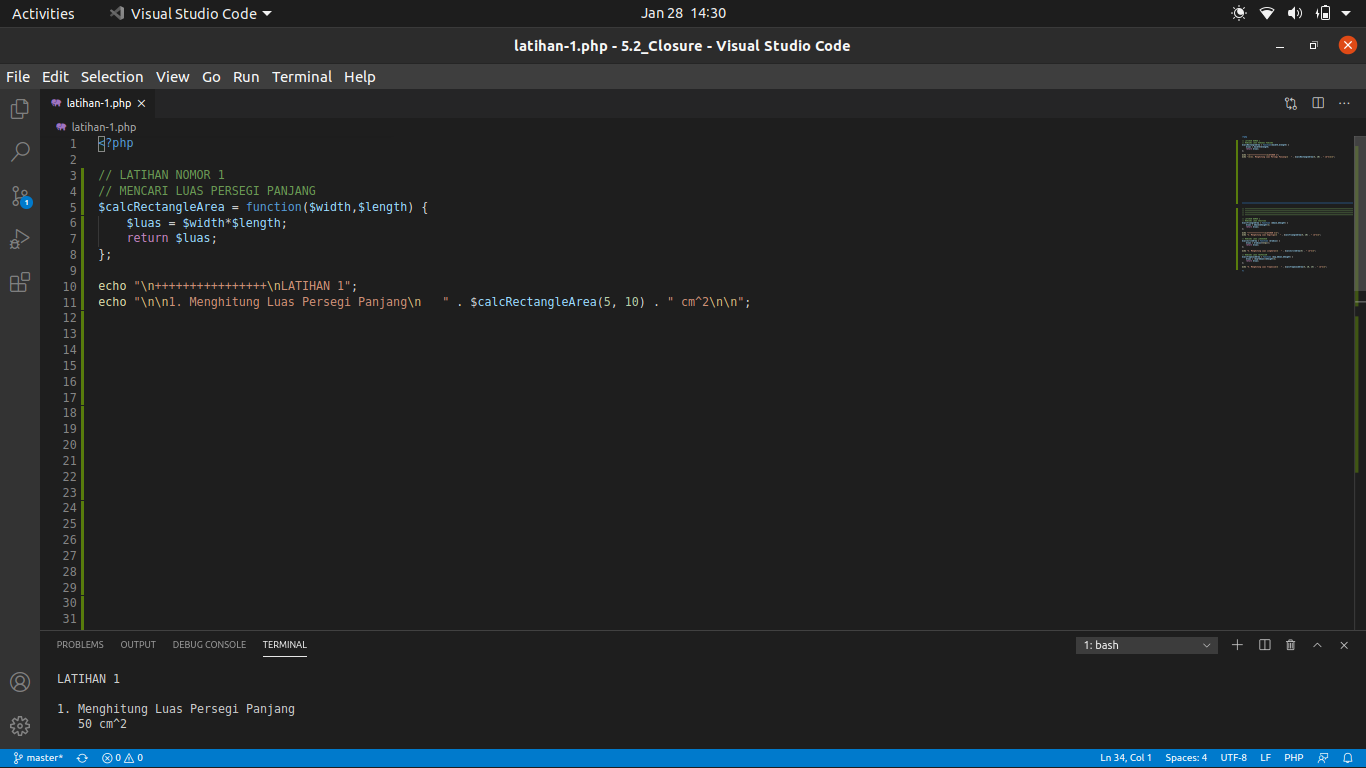 Activities Visual Studio Code Jan 28 14:30
latihan-1.php - 5.2_Closure - Visual Studio Code
File Edit Selection View Go Run Terminal Help
latihan-1.php
latihan-1.php
1 <?php
2
3 // LATIHAN NOMOR 1
4 // MENCARI LUAS PERSEGI PANJANG
5 $calcRectangleArea = function($width,$length) {
6     $luas = $width*$length;
7     return $luas;
8 };
9
10 echo "\n++++++++++++++++\nLATIHAN 1";
11 echo "\n\n1. Menghitung Luas Persegi Panjang\n   " . $calcRectangleArea(5, 10) . " cm^2\n\n";
12
13
14
15
16
17
18
19
20
21
22
23
24
25
26
27
28
29
30
31
1
PROBLEMS OUTPUT DEBUG CONSOLE TERMINAL 1: bash
LATIHAN 1
1. Menghitung Luas Persegi Panjang
   50 cm^2
master* 0 0 Ln 34, Col 1 Spaces: 4 UTF-8 LF PHP